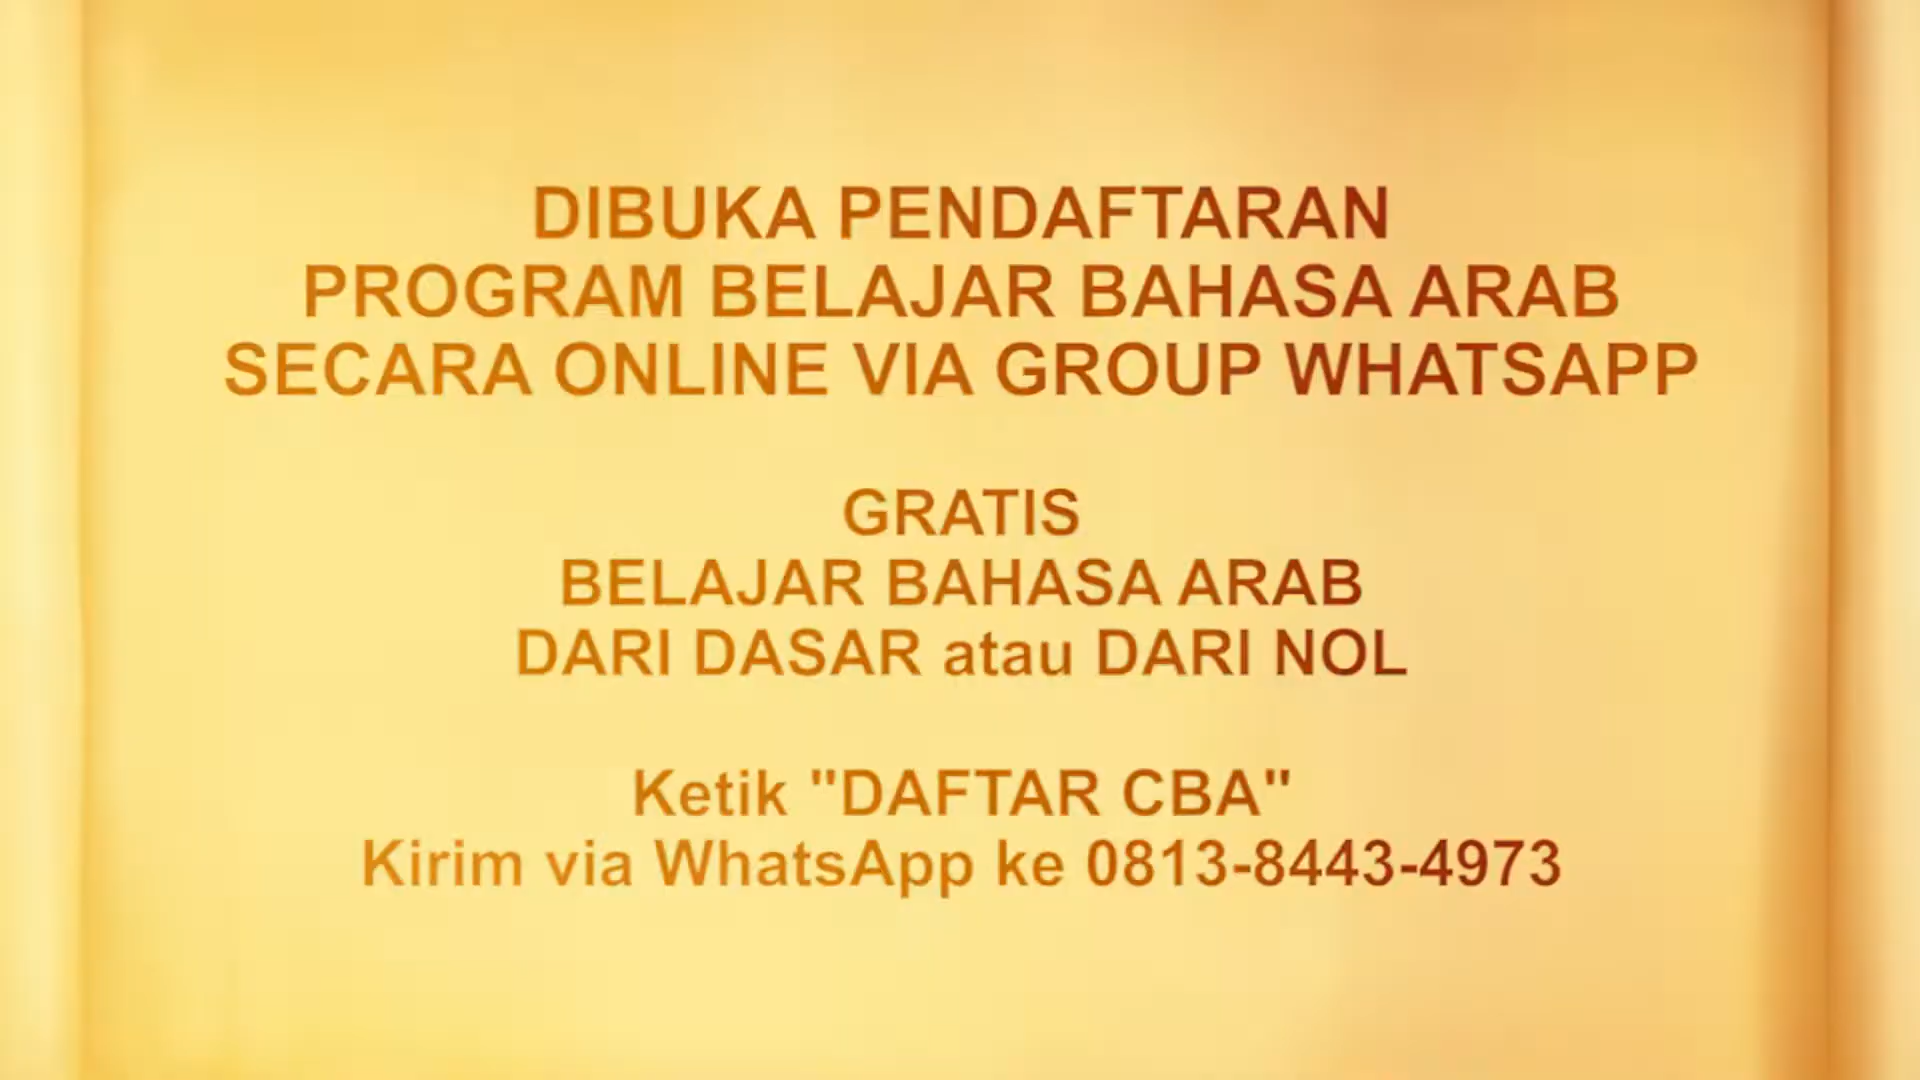 DIBUKA PENDAFTARAN
PROGRAM BELAJAR BAHASA ARAB
SECARA ONLINE VIA GROUP WHATSAPP
GRATIS
BELAJAR BAHASA ARAB
DARI DASAR atau DARI NOL
Ketik "DAFTAR CBA"
Kirim via WhatsApp ke 0813-8443-4973